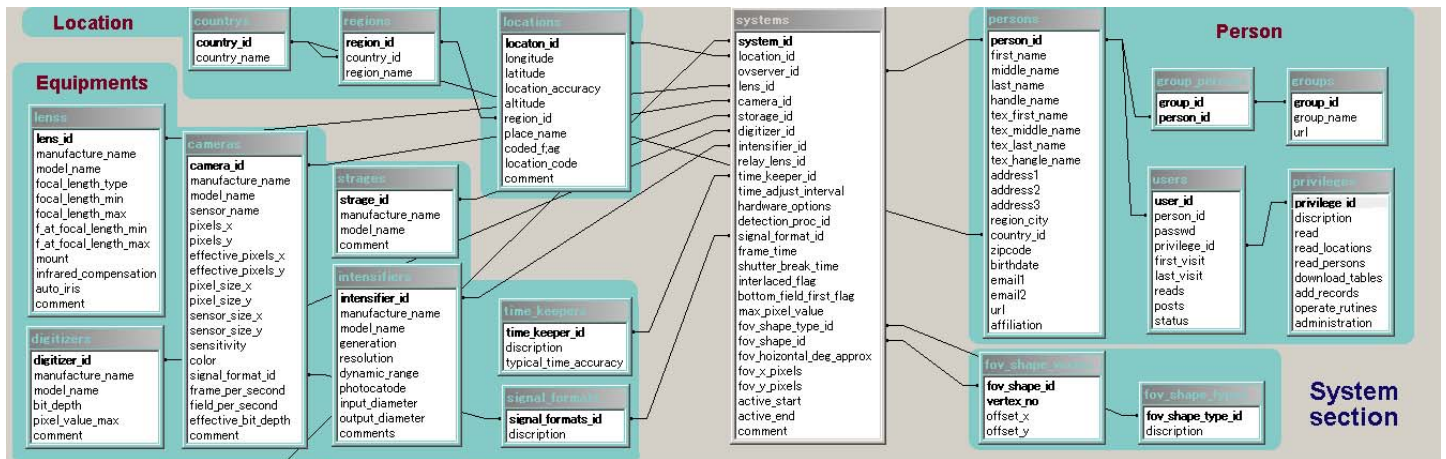 Location
countrys
country_id
country_name
regions
region_id
country_id
region_name
locations
locaton_id
longitude
latitude
location_accuracy
altitude
region_id
place_name
coded_f;ag
location_code
comment
Equipments
lenss
lens_id
manufacture_name
model_name
focal_length_type
focal_length_min
focal_length_max
f_at_focal_length_min
f_at_focal_length_max
mount
infrared_compensation
auto_iris
comment
digitizers
digitizer_id
manufacture_name
model_name
bit_depth
pixel_value_max
comment
cameras
camera_id
manufacture_name
model_name
sensor_name
pixels_x
pixels_y
effective_pixels_x
effective_pixels_y
pixel_size_x
pixel_size_y
sensor_size_x
sensor_size_y
sensitivity
color
signal_format_id
frame_per_second
field_per_second
effective_bit_depth
comment
strages
strage_id
manufacture_name
model_name
comment
intensifiers
intensifier_id
manufacture_name
model_name
generation
resolution
dynamic_range
photocatode
input_diameter
output_diameter
comments
time_keepers
time_keeper_id
discription
typical_time_accuracy
signal_formats
signal_formats_id
discription
systems
system_id
location_id
ovserver_id
lens_id
camera_id
storage_id
digitizer_id
intensifier_id
relay_lens_id
time_keeper_id
time_adjust_interval
hardware_options
detection_proc_id
signal_format_id
frame_time
shutter_break_time
interlaced_flag
bottom_field_first_flag
max_pixel_value
fov_shape_type_id
fov_shape_id
fov_hoizontal_deg_approx
fov_x_pixels
fov_y_pixels
active_start
active_end
comment
persons
person_id
first_name
middle_name
last_name
handle_name
tex_first_name
tex_middle_name
tex_last_name
tex_hangle_name
address1
address2
address3
region_city
country_id
zipcode
birthdate
email1
email2
url
affiliation
Person
group_persons
group_id
person_id
groups
group_id
group_name
url
users
user_id
person_id
passwd
privilege_id
first_visit
last_visit
reads
posts
status
privileges
privilege_id
discription
read
read_locations
read_persons
download_tables
add_records
operate_rutines
administration
fov_shape_id
vertex_no
offset_x
offset_y
fov_shape_types
fov_shape_type_id
discription
System
section